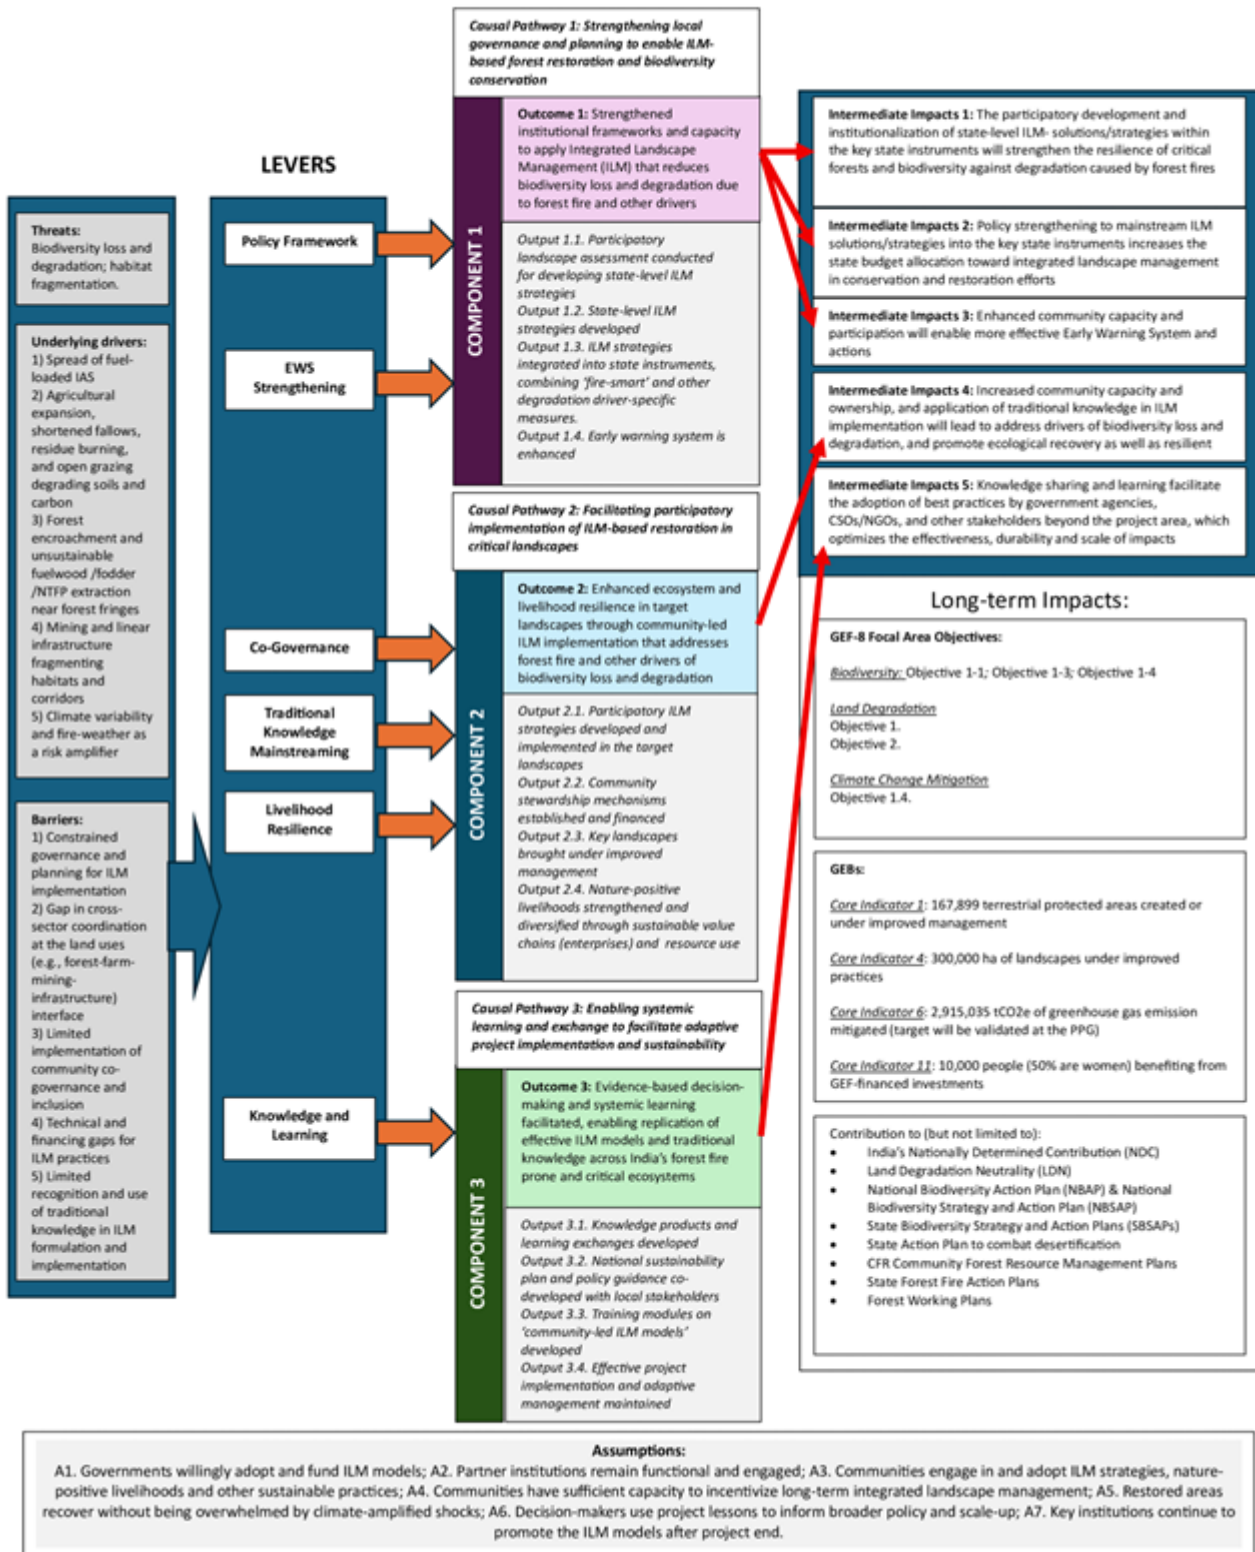 Causal Pathway 1: Strengthening local
governance and planning to enable ILM-
based forest restoration and biodiversity
conservation
LEVERS
Threats:
Biodiversity loss and
degradation; habitat
fragmentation.
Underlying drivers:
1) Spread of fuel-
loaded IAS
2) Agricultural
expansion,
shortened fallows,
residue burning,
and open grazing
degrading soils and
carbon
3) Forest
encroachment and
unsustainable
fuelwood /fodder
/NTFP extraction
near forest fringes
4) Mining and linear
infrastructure
fragmenting
habitats and
corridors
5) Climate variability
and fire-weather as
a risk amplifier
Barriers:
1) Constrained
governance and
planning for ILM
implementation
2) Gap in cross-
sector coordination
at the land uses
(e.g., forest-farm-
mining-
infrastructure)
interface
3) Limited
implementation of
community co-
governance and
inclusion
4) Technical and
financing gaps for
ILM practices
5) Limited
recognition and use
of traditional
knowledge in ILM
formulation and
implementation
Policy Framework
EWS
Strengthening
Co-Governance
Traditional
Knowledge
Mainstreaming
Livelihood
Resilience
Knowledge and
Learning
COMPONENT 1
Outcome 1: Strengthened
institutional frameworks and capacity
to apply Integrated Landscape
Management (ILM) that reduces
biodiversity loss and degradation due
to forest fire and other drivers
Output 1.1. Participatory
landscape assessment conducted
for developing state-level ILM
strategies
Output 1.2. State-level ILM
strategies developed
Output 1.3. ILM strategies
integrated into state instruments,
combining 'fire-smart' and other
degradation driver-specific
measures.
Output 1.4. Early warning system is
enhanced
Causal Pathway 2: Facilitating participatory
implementation of ILM-based restoration in
critical landscapes
COMPONENT 2
Outcome 2: Enhanced ecosystem and
livelihood resilience in target
landscapes through community-led
ILM implementation that addresses
forest fire and other drivers of
biodiversity loss and degradation
Output 2.1. Participatory ILM
strategies developed and
implemented in the target
landscapes
Output 2.2. Community
stewardship mechanisms
established and financed
Output 2.3. Key landscapes
brought under improved
management
Output 2.4. Nature-positive
livelihoods strengthened and
diversified through sustainable value
chains (enterprises) and resource use
Causal Pathway 3: Enabling systemic
learning and exchange to facilitate adaptive
project implementation and sustainability
COMPONENT 3
Outcome 3: Evidence-based decision-
making and systemic learning
facilitated, enabling replication of
effective ILM models and traditional
knowledge across India's forest fire
prone and critical ecosystems
Output 3.1. Knowledge products and
learning exchanges developed
Output 3.2. National sustainability
plan and policy guidance co-
developed with local stakeholders
Output 3.3. Training modules on
'community-led ILM models'
developed
Output 3.4. Effective project
implementation and adaptive
management maintained
Intermediate Impacts 1: The participatory development and
institutionalization of state-level ILM- solutions/strategies within
the key state instruments will strengthen the resilience of critical
forests and biodiversity against degradation caused by forest fires
Intermediate Impacts 2: Policy strengthening to mainstream ILM
solutions/strategies into the key state instruments increases the
state budget allocation toward integrated landscape management
in conservation and restoration efforts
Intermediate Impacts 3: Enhanced community capacity and
participation will enable more effective Early Warning System and
actions
Intermediate Impacts 4: Increased community capacity and
ownership, and application of traditional knowledge in ILM
implementation will lead to address drivers of biodiversity loss and
degradation, and promote ecological recovery as well as resilient
Intermediate Impacts 5: Knowledge sharing and learning facilitate
the adoption of best practices by government agencies,
CSOs/NGOs, and other stakeholders beyond the project area, which
optimizes the effectiveness, durability and scale of impacts
Long-term Impacts:
GEF-8 Focal Area Objectives:
Biodiversity: Objective 1-1; Objective 1-3; Objective 1-4
Land Degradation
Objective 1.
Objective 2.
Climate Change Mitigation
Objective 1.4.
GEBs:
Core Indicator 1: 167,899 terrestrial protected areas created or
under improved management
Core Indicator 4: 300,000 ha of landscapes under improved
practices
Core Indicator 6: 2,915,035 tCO2e of greenhouse gas emission
mitigated (target will be validated at the PPG)
Core Indicator 11: 10,000 people (50% are women) benefiting from
GEF-financed investments
Contribution to (but not limited to):
• India's Nationally Determined Contribution (NDC)
• Land Degradation Neutrality (LDN)
• National Biodiversity Action Plan (NBAP) & National
Biodiversity Strategy and Action Plan (NBSAP)
• State Biodiversity Strategy and Action Plans (SBSAPs)
• State Action Plan to combat desertification
• CFR Community Forest Resource Management Plans
• State Forest Fire Action Plans
• Forest Working Plans
Assumptions:
A1. Governments willingly adopt and fund ILM models; A2. Partner institutions remain functional and engaged; A3. Communities engage in and adopt ILM strategies, nature-
positive livelihoods and other sustainable practices; A4. Communities have sufficient capacity to incentivize long-term integrated landscape management; A5. Restored areas
recover without being overwhelmed by climate-amplified shocks; A6. Decision-makers use project lessons to inform broader policy and scale-up; A7. Key institutions continue to
promote the ILM models after project end.